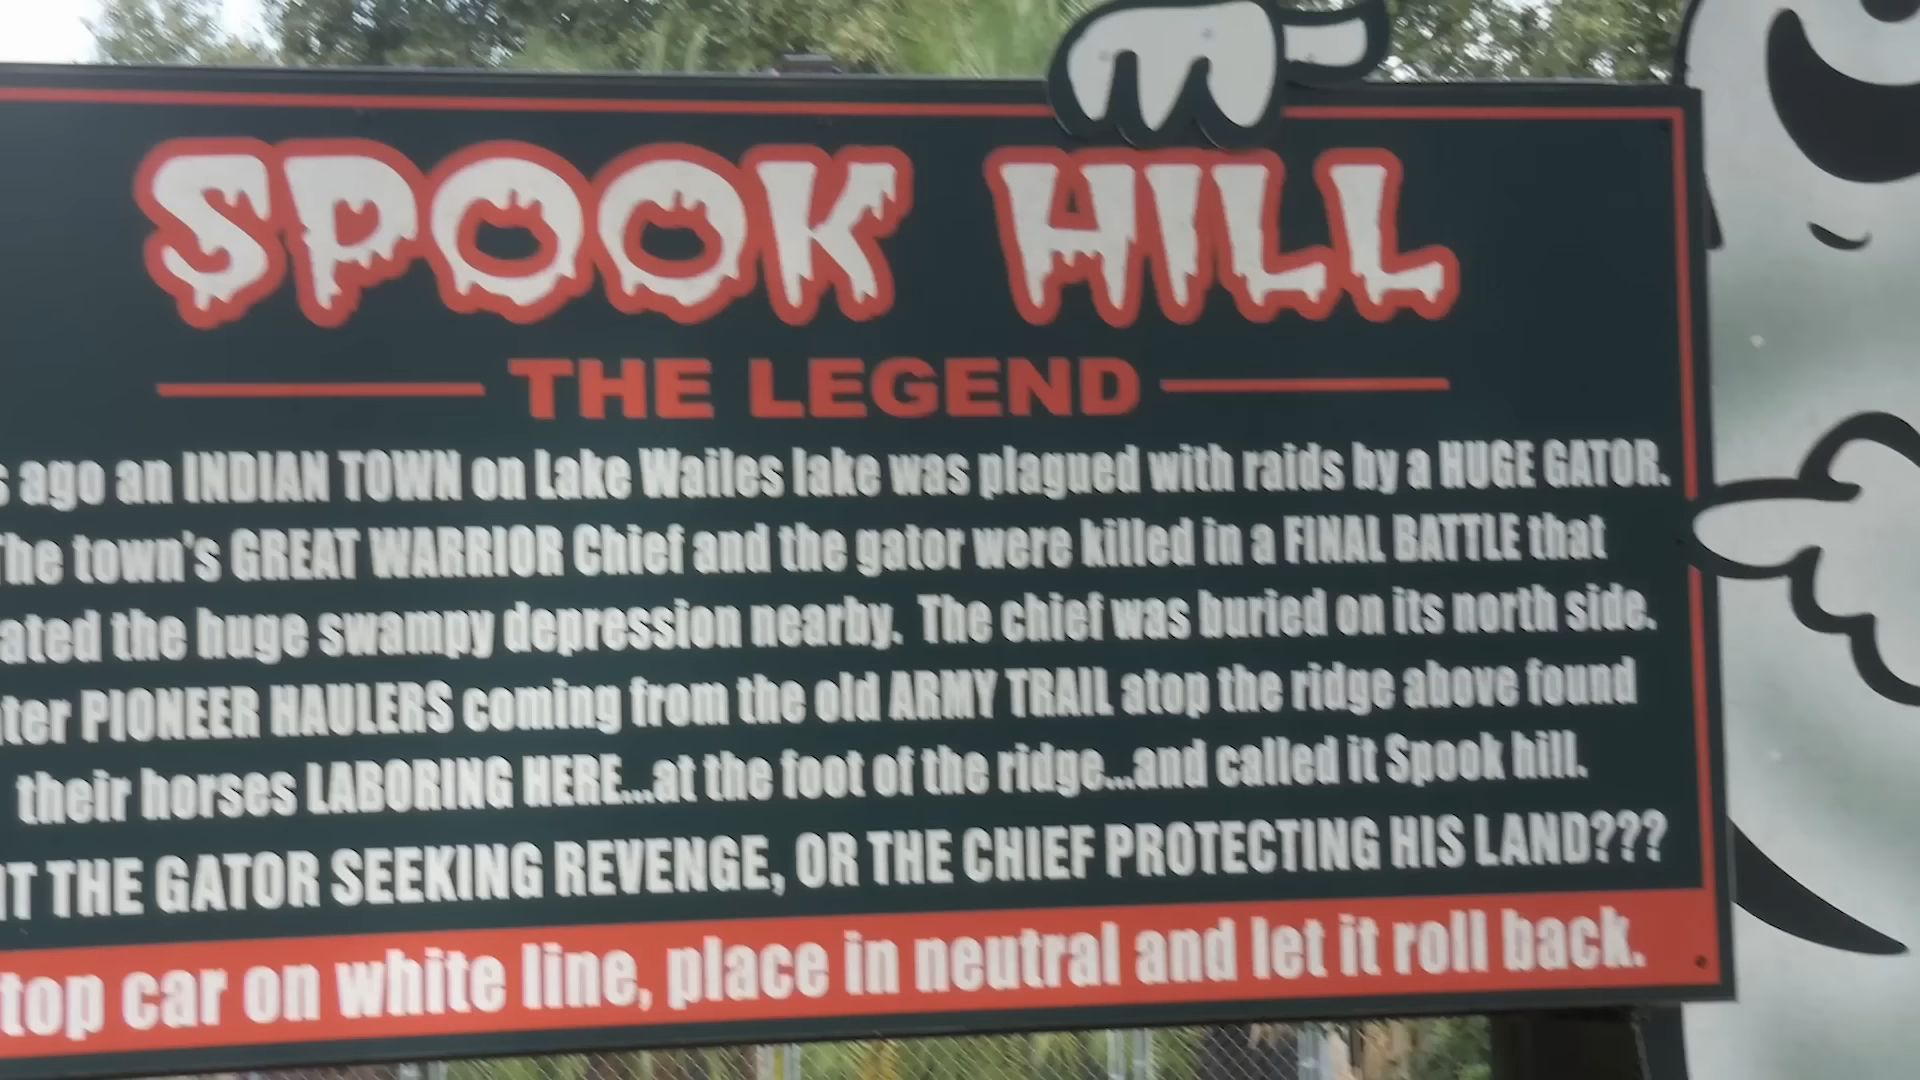 SPOOK HILL
THE LEGEND
ago an INDIAN TOWN on Lake Wailes lake was plagued with raids by a HUGE GATOR.
The town's GREAT WARRIOR Chief and the gator were killed in a FINAL BATTLE that
the huge swampy depression nearby. The chief was buried on its north side.
PIONEER HAULERS coming from the old ARMY TRAIL atop the ridge above found
their horses LABORING HERE...at the foot of the ridge...and called it Spook hill.
THE GATOR SEEKING REVENGE, OR THE CHIEF PROTECTING HIS LAND???
car on white line, place in neutral and let it roll back.